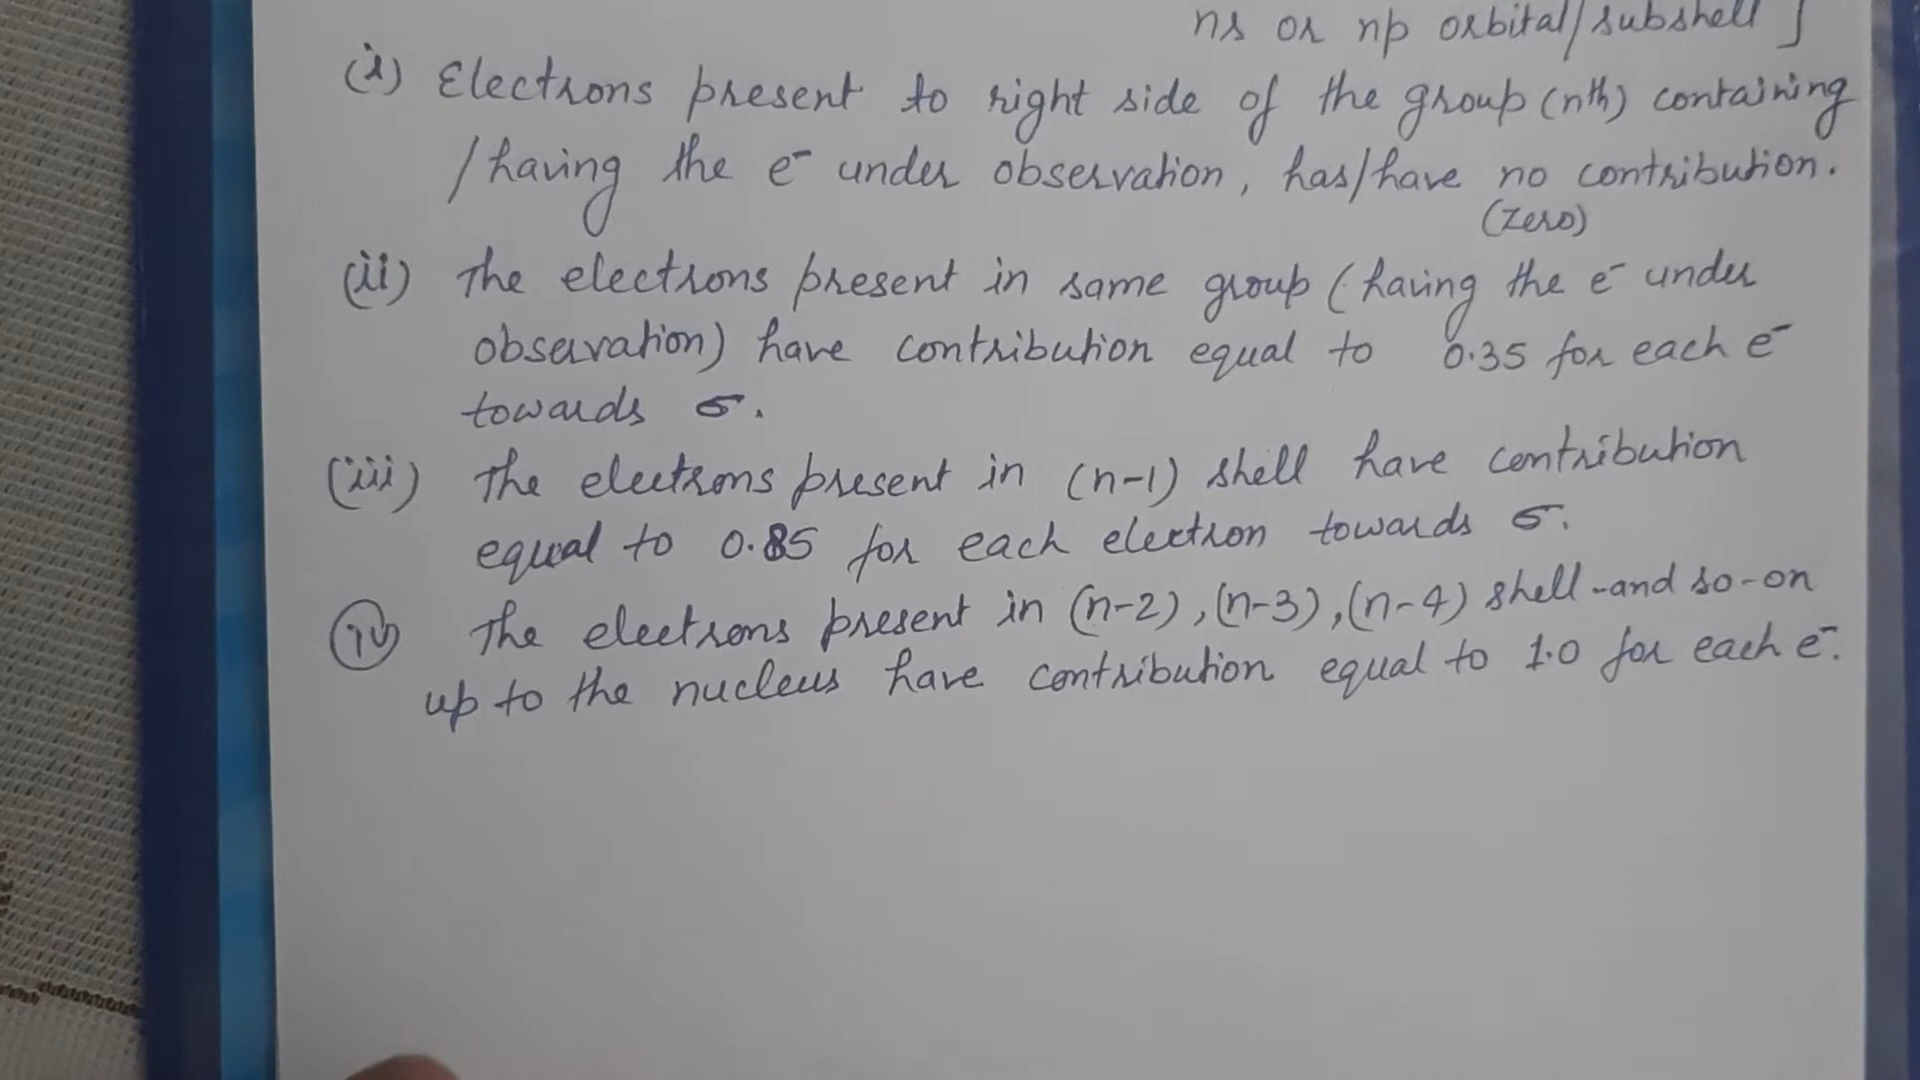 ns or np orbital/subshell]
(i) Electrons present to right side of the group (nth) containing
/having the e⁻ under observation, has/have no contribution.
(Zero)
(ii) The electrons present in same group (having the e⁻ under
observation) have contribution equal to 0.35 for each e⁻
towards σ.
(iii) The electrons present in (n-1) shell have contribution
equal to 0.85 for each electron towards σ.
(iv) The electrons present in (n-2), (n-3), (n-4) shell -and so-on
up to the nucleus have contribution equal to 1.0 for each e⁻.